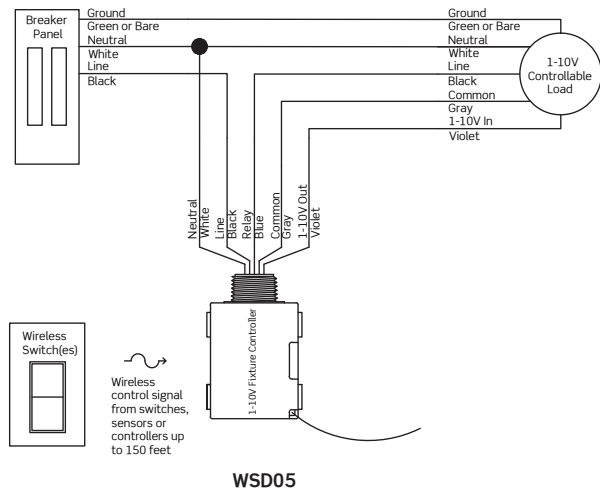 Breaker
Panel
Ground
Green or Bare
Neutral
White
Line
Black
Ground
Green or Bare
Neutral
White
Line
Black
Common
Gray
1-10V In
Violet
1-10V
Controllable
Load
Neutral
White
Line
Black
Relay
Blue
Common
Gray
1-10V Out
Violet
1-10V Fixture Controller
Wireless
Switch(es)
Wireless
control signal
from switches,
sensors or
controllers up
to 150 feet
WSD05